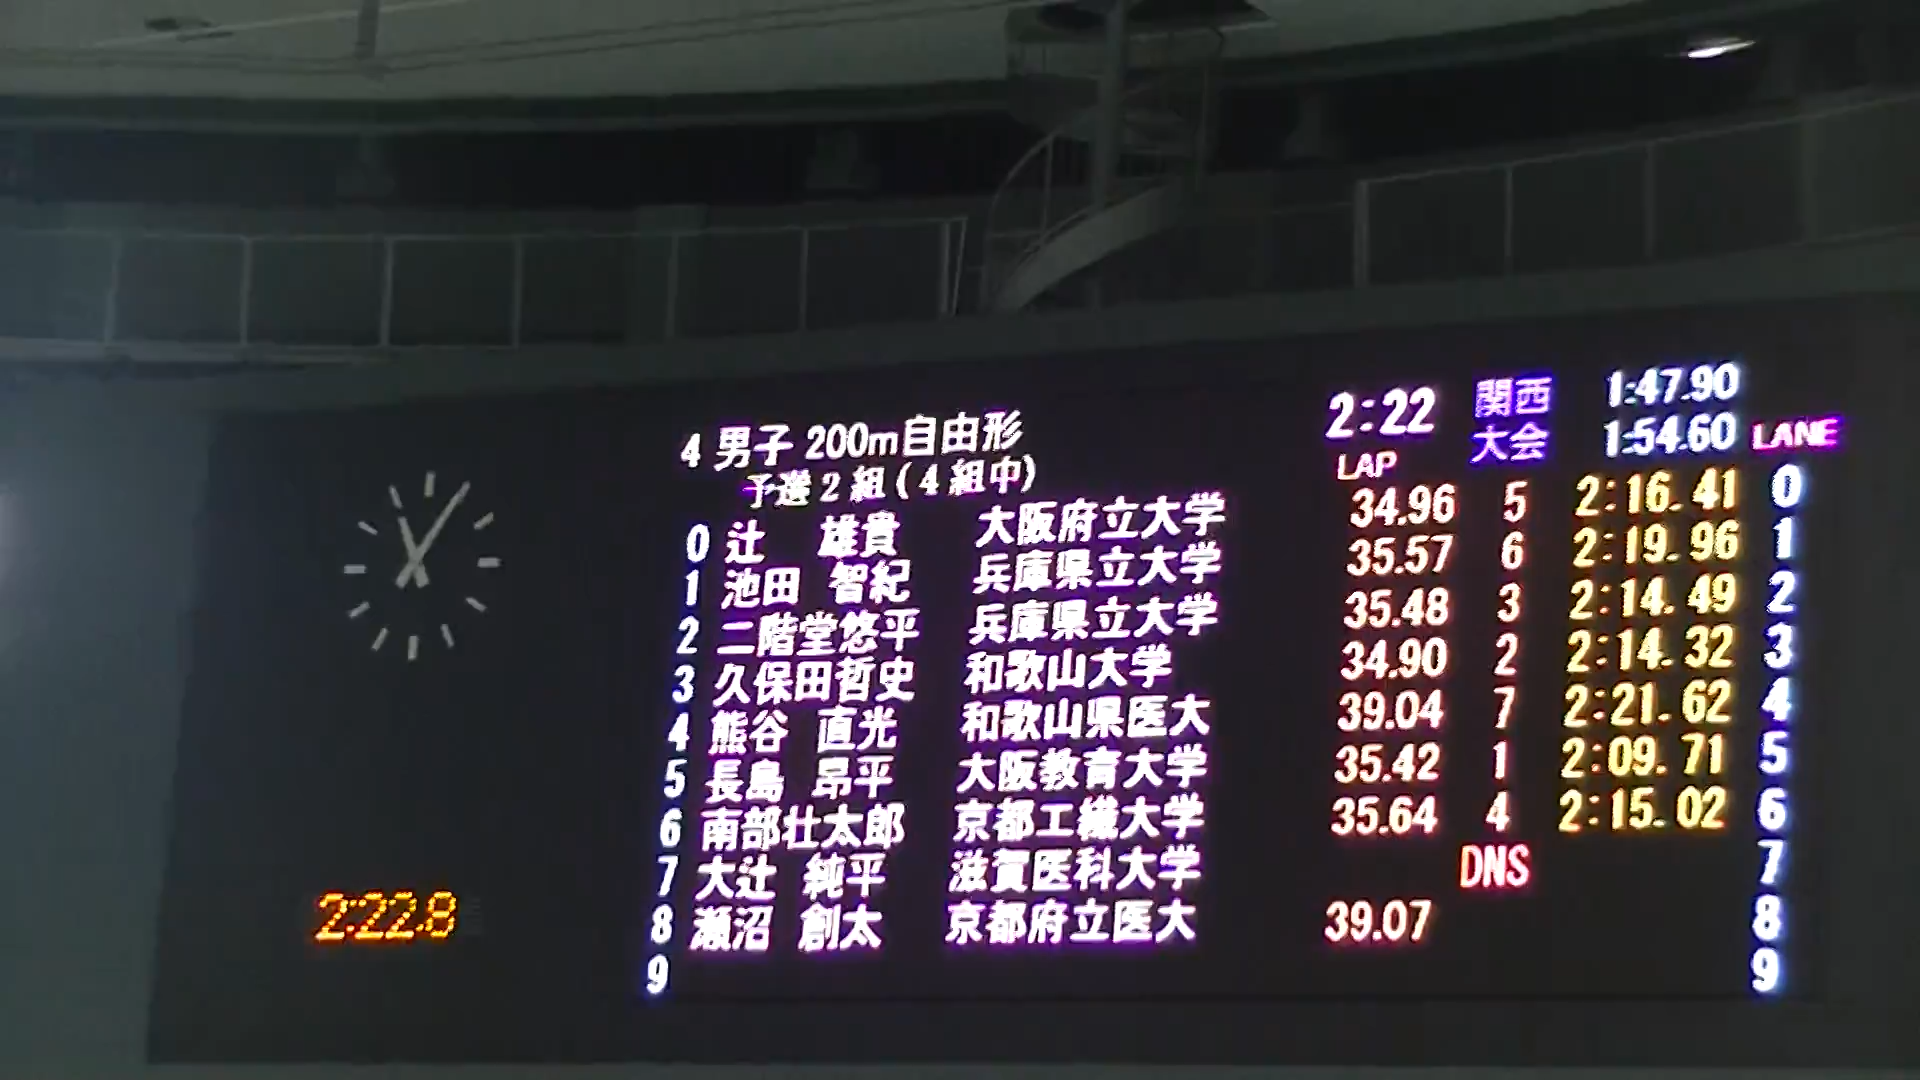 2:22 関西 1:47.90
4 男子 200m自由形 大会 1:54.60 LANE
予選2組(4組中) LAP
0 辻 雄貴 大阪府立大学 34.96 5 2:16.41 0
1 池田 智紀 兵庫県立大学 35.57 6 2:19.96 1
2 二階堂悠平 兵庫県立大学 35.48 3 2:14.49 2
3 久保田哲史 和歌山大学 34.90 2 2:14.32 3
4 熊谷 直光 和歌山県医大 39.04 7 2:21.62 4
5 長島 昂平 大阪教育大学 35.42 1 2:09.71 5
6 南部壮太郎 京都工繊大学 35.64 4 2:15.02 6
7 大辻 純平 滋賀医科大学 DNS 7
8 瀬沼 創太 京都府立医大 39.07 8
9 9
2:22.8